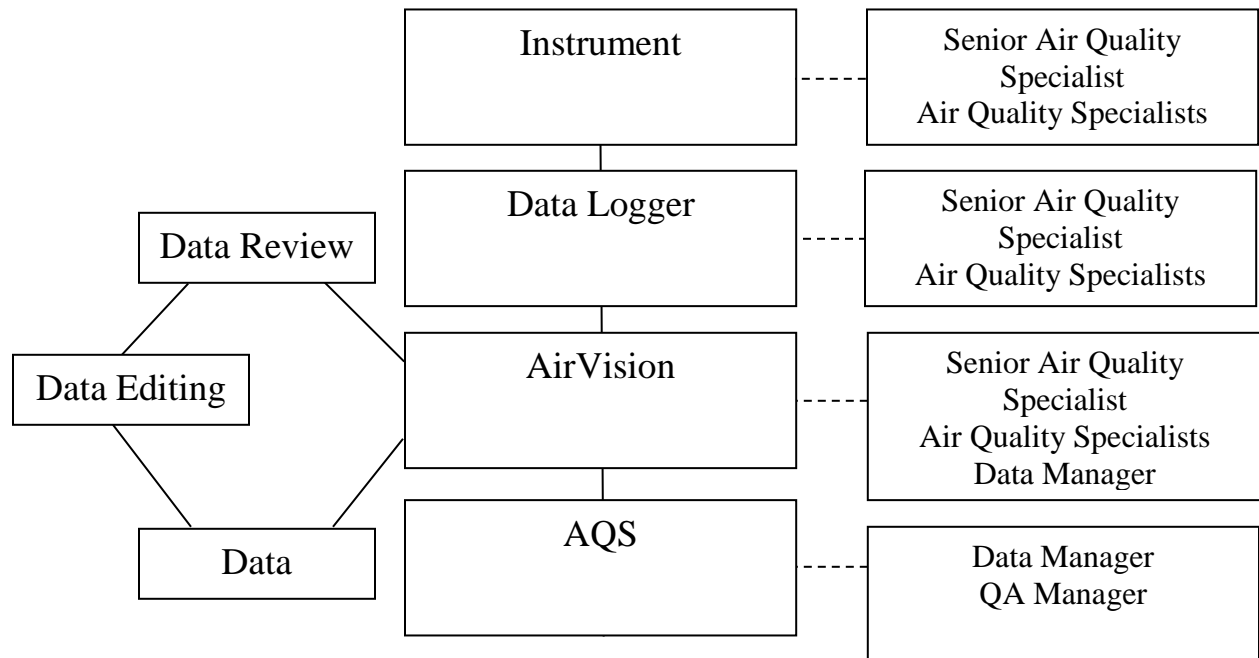 Instrument
Senior Air Quality
Specialist
Air Quality Specialists
Data Logger
Senior Air Quality
Specialist
Air Quality Specialists
Data Review
AirVision
Senior Air Quality
Specialist
Air Quality Specialists
Data Manager
Data Editing
AQS
Data Manager
QA Manager
Data